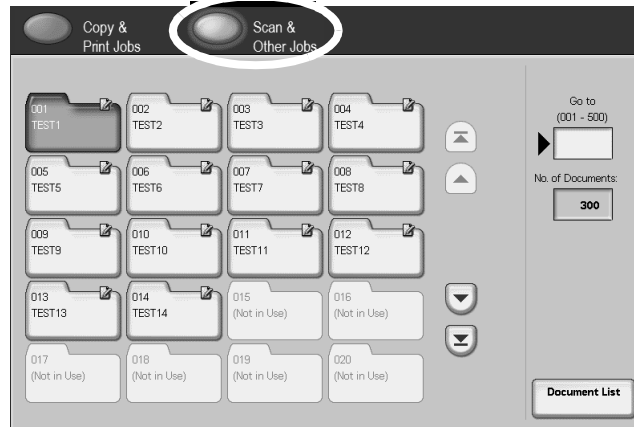 Copy &
Print Jobs
Scan &
Other Jobs
001
TEST1
002
TEST2
003
TEST3
004
TEST4
005
TEST5
006
TEST6
007
TEST7
008
TEST8
009
TEST9
010
TEST10
011
TEST11
012
TEST12
013
TEST13
014
TEST14
015
(Not in Use)
016
(Not in Use)
017
(Not in Use)
018
(Not in Use)
019
(Not in Use)
020
(Not in Use)
Go to
(001 - 500)
No. of Documents:
300
Document List